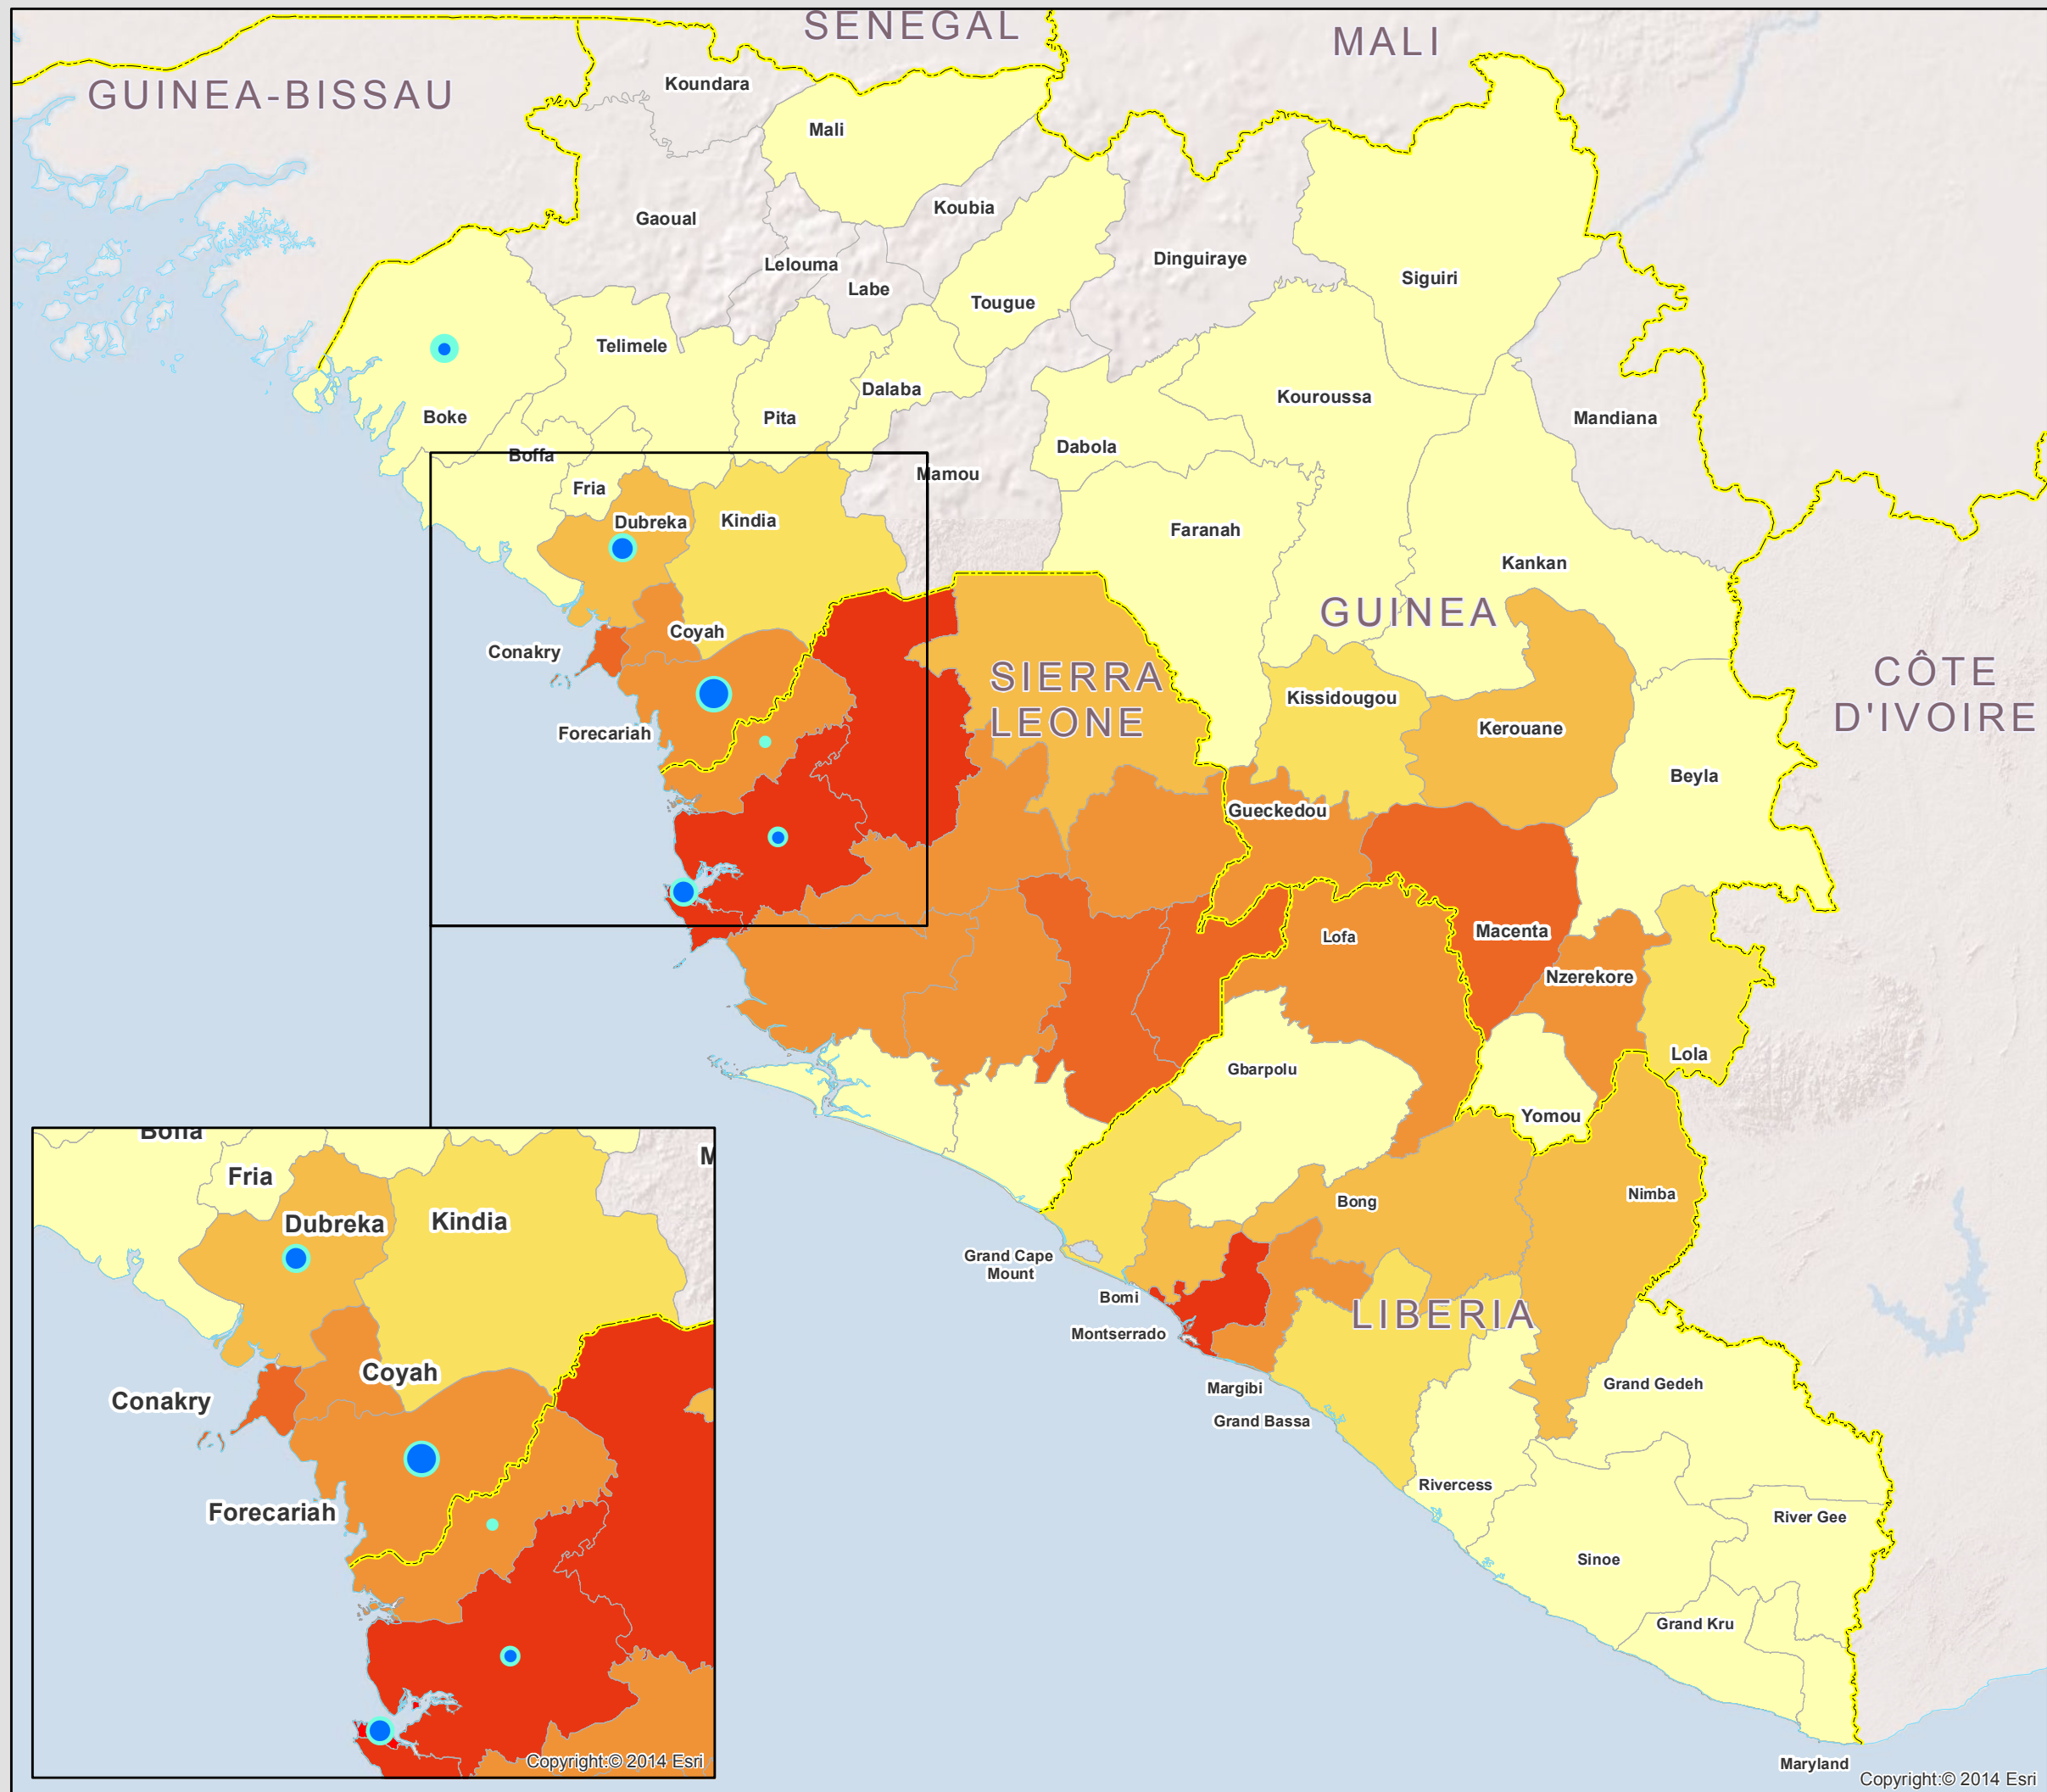 SENEGAL
MALI
GUINEA-BISSAU
Koundara
Mali
Gaoual
Koubia
Lelouma
Labe
Dinguiraye
Siguiri
Tougue
Telimele
Boke
Pita
Dalaba
Kouroussa
Mandiana
Dabola
Boffa
Mamou
Fria
Dubreka
Kindia
Faranah
Kankan
GUINEA
Coyah
Conakry
SIERRA
LEONE
CÔTE
D'IVOIRE
Kissidougou
Kerouane
Forecariah
Beyla
Gueckedou
Lofa
Macenta
Nzerekore
Lola
Gbarpolu
Yomou
Bong
Nimba
Grand Cape
Mount
Bomi
LIBERIA
Montserrado
Margibi
Grand Gedeh
Grand Bassa
Rivercess
River Gee
Sinoe
Grand Kru
Maryland
Copyright:© 2014 Esri
Boffa
M
Fria
Dubreka
Kindia
Coyah
Conakry
Forecariah
Copyright:© 2014 Esri